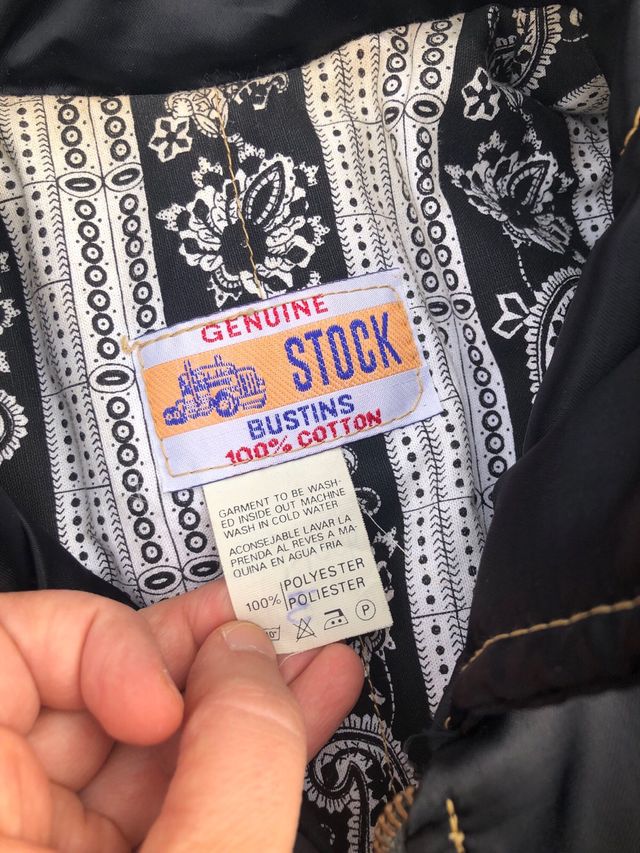 GENUINE
STOCK
BUSTINS
100% COTTON
GARMENT TO BE WASH-
ED INSIDE OUT MACHINE
WASH IN COLD WATER
ACONSEJABLE LAVAR LA
PRENDA AL REVES A MA-
QUINA EN AGUA FRIA
100% POLYESTER
POLIESTER
P